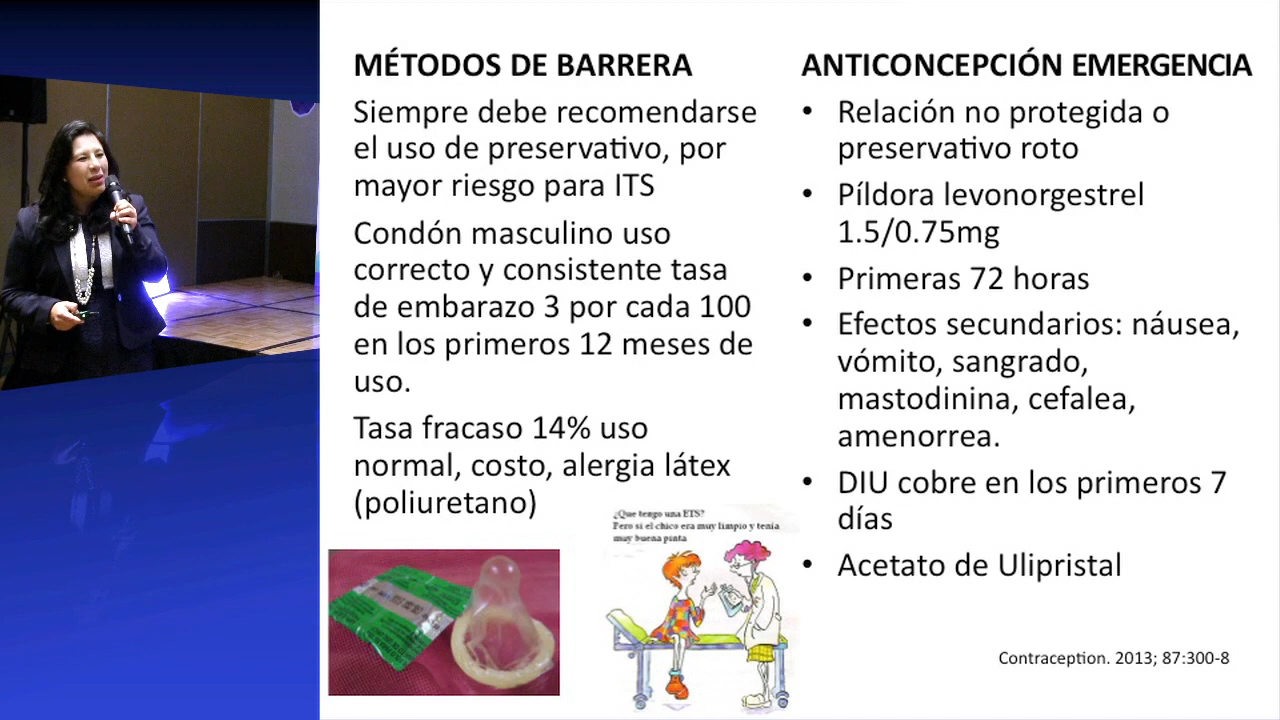 MÉTODOS DE BARRERA
Siempre debe recomendarse
el uso de preservativo, por
mayor riesgo para ITS
Condón masculino uso
correcto y consistente tasa
de embarazo 3 por cada 100
en los primeros 12 meses de
uso.
Tasa fracaso 14% uso
normal, costo, alergia látex
(poliuretano)
¿Que tengo una ETS?
Pero si el chico era muy limpio y tenía
muy buena pinta
ANTICONCEPCIÓN EMERGENCIA
• Relación no protegida o
preservativo roto
• Píldora levonorgestrel
1.5/0.75mg
• Primeras 72 horas
• Efectos secundarios: náusea,
vómito, sangrado,
mastodinina, cefalea,
amenorrea.
• DIU cobre en los primeros 7
días
• Acetato de Ulipristal
Contraception. 2013; 87:300-8